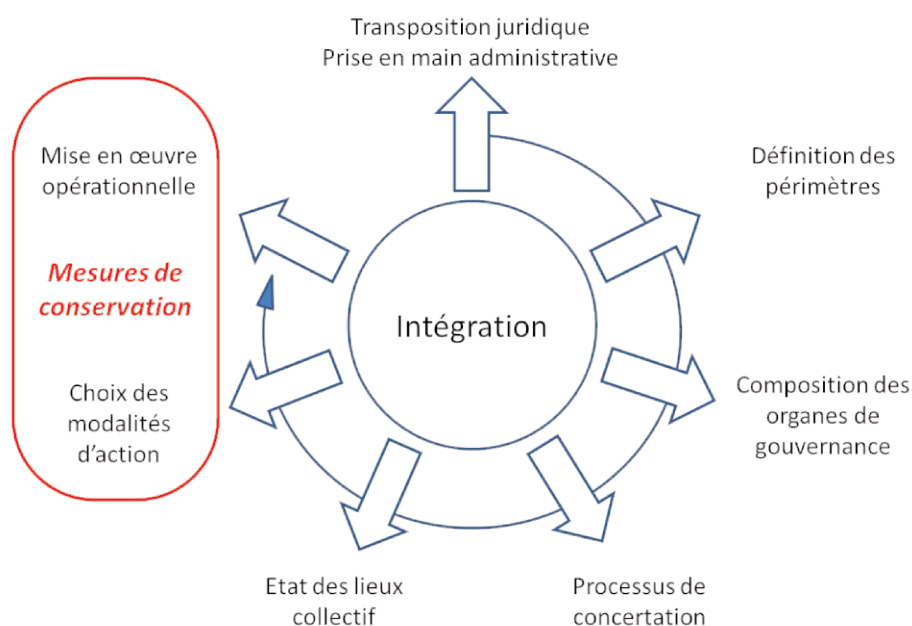 Transposition juridique
Prise en main administrative
Définition des
périmètres
Composition des
organes de
gouvernance
Processus de
concertation
Etat des lieux
collectif
Choix des
modalités
d’action
Mesures de
conservation
Mise en œuvre
opérationnelle
Intégration